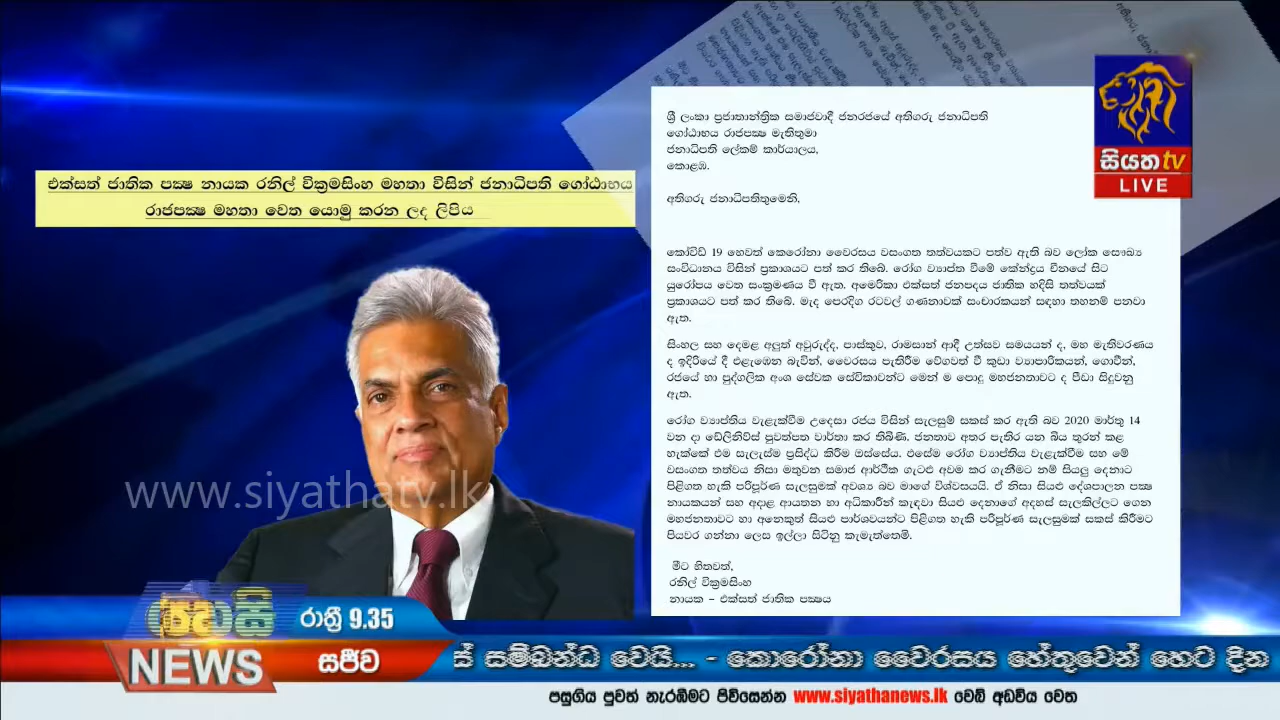 එක්සත් ජාතික පක්ෂ නායක රනිල් වික්‍රමසිංහ මහතා විසින් ජනාධිපති ගෝඨාභය
රාජපක්ෂ මහතා වෙත යොමු කරන ලද ලිපිය
ශ්‍රී ලංකා ප්‍රජාතාන්ත්‍රික සමාජවාදී ජනරජයේ අතිගරු ජනාධිපති
ගෝඨාභය රාජපක්ෂ මැතිතුමා
ජනාධිපති ලේකම් කාර්යාලය,
කොළඹ.
අතිගරු ජනාධිපතිතුමෙනි,
කෝවිඩ් 19 හෙවත් කෙරෝනා වෛරසය වසංගත තත්වයකට පත්ව ඇති බව ලෝක සෞඛ්‍ය
සංවිධානය විසින් ප්‍රකාශයට පත් කර තිබේ. රෝග ව්‍යාප්ත වීමේ කේන්ද්‍රය චීනයේ සිට
යුරෝපය වෙත සංක්‍රමණය වී ඇත. අමෙරිකා එක්සත් ජනපදය ජාතික හදිසි තත්වයක්
ප්‍රකාශයට පත් කර තිබේ. මැද පෙරදිග රටවල් ගණනාවක් සංචාරකයන් සඳහා තහනම් පනවා
ඇත.
සිංහල සහ දෙමළ අලුත් අවුරුද්ද, පාස්කුව, රාමසාන් ආදී උත්සව සමයයන් ද, මහ මැතිවරණය
ද ඉදිරියේ දී එළැඹෙන බැවින්, වෛරසය පැතිරීම වේගවත් වී කුඩා ව්‍යාපාරිකයන්, ගොවීන්,
රජයේ හා පුද්ගලික අංශ සේවක සේවිකාවන්ට මෙන් ම පොදු මහජනතාවට ද පීඩා සිදුවනු
ඇත.
රෝග ව්‍යාප්තිය වැළැක්වීම උදෙසා රජය විසින් සැලසුම් සකස් කර ඇති බව 2020 මාර්තු 14
වන දා ඩේලිනිව්ස් පුවත්පත වාර්තා කර තිබිණි. ජනතාව අතර පැතිර යන බිය තුරන් කළ
හැක්කේ එම සැලැස්ම ප්‍රසිද්ධ කිරීම ඔස්සේය. එසේම රෝග ව්‍යාප්තිය වැළැක්වීම සහ මේ
වසංගත තත්වය නිසා මතුවන සමාජ ආර්ථික ගැටළු අවම කර ගැනීමට නම් සියලු දෙනාට
පිළිගත හැකි පරිපූර්ණ සැලසුමක් අවශ්‍ය බව මාගේ විශ්වසයයි. ඒ නිසා සියළු දේශපාලන පක්ෂ
නායකයන් සහ අදාළ ආයතන හා අධිකාරීන් කැඳවා සියළු දෙනාගේ අදහස් සැලකිල්ලට ගෙන
මහජනතාවට හා අනෙකුත් සියළු පාර්ශවයන්ට පිළිගත හැකි පරිපූර්ණ සැලසුමක් සකස් කිරීමට
පියවර ගන්නා ලෙස ඉල්ලා සිටිනු කැමැත්තෙමි.
මීට හිතවත්,
රනිල් වික්‍රමසිංහ
නායක – එක්සත් ජාතික පක්ෂය
සියත tv
LIVE
www.siyathatv.lk
රාත්‍රී 9.35
NEWS
සජීව
ස් සම්බන්ධ වෙයි... - කොරෝනා වෛරසය හේතුවෙන් හෙට දින
පසුගිය පුවත් නැරඹීමට පිවිසෙන්න www.siyathanews.lk වෙබ් අඩවිය වෙත